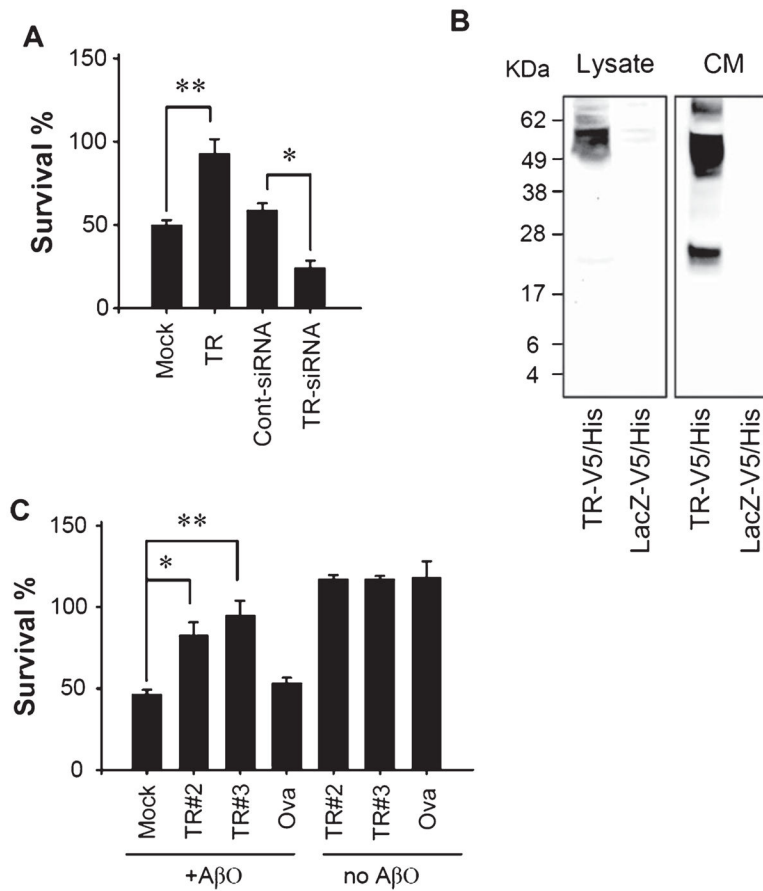 A
150
100
50
0
Survival %
**
*
Mock
TR
Cont-siRNA
TR-siRNA
B
KDa
Lysate
CM
62
49
38
28
17
6
4
TR-V5/His
LacZ-V5/His
TR-V5/His
LacZ-V5/His
C
150
100
50
0
Survival %
**
*
Mock
TR#2
TR#3
Ova
TR#2
TR#3
Ova
+AβO
no AβO